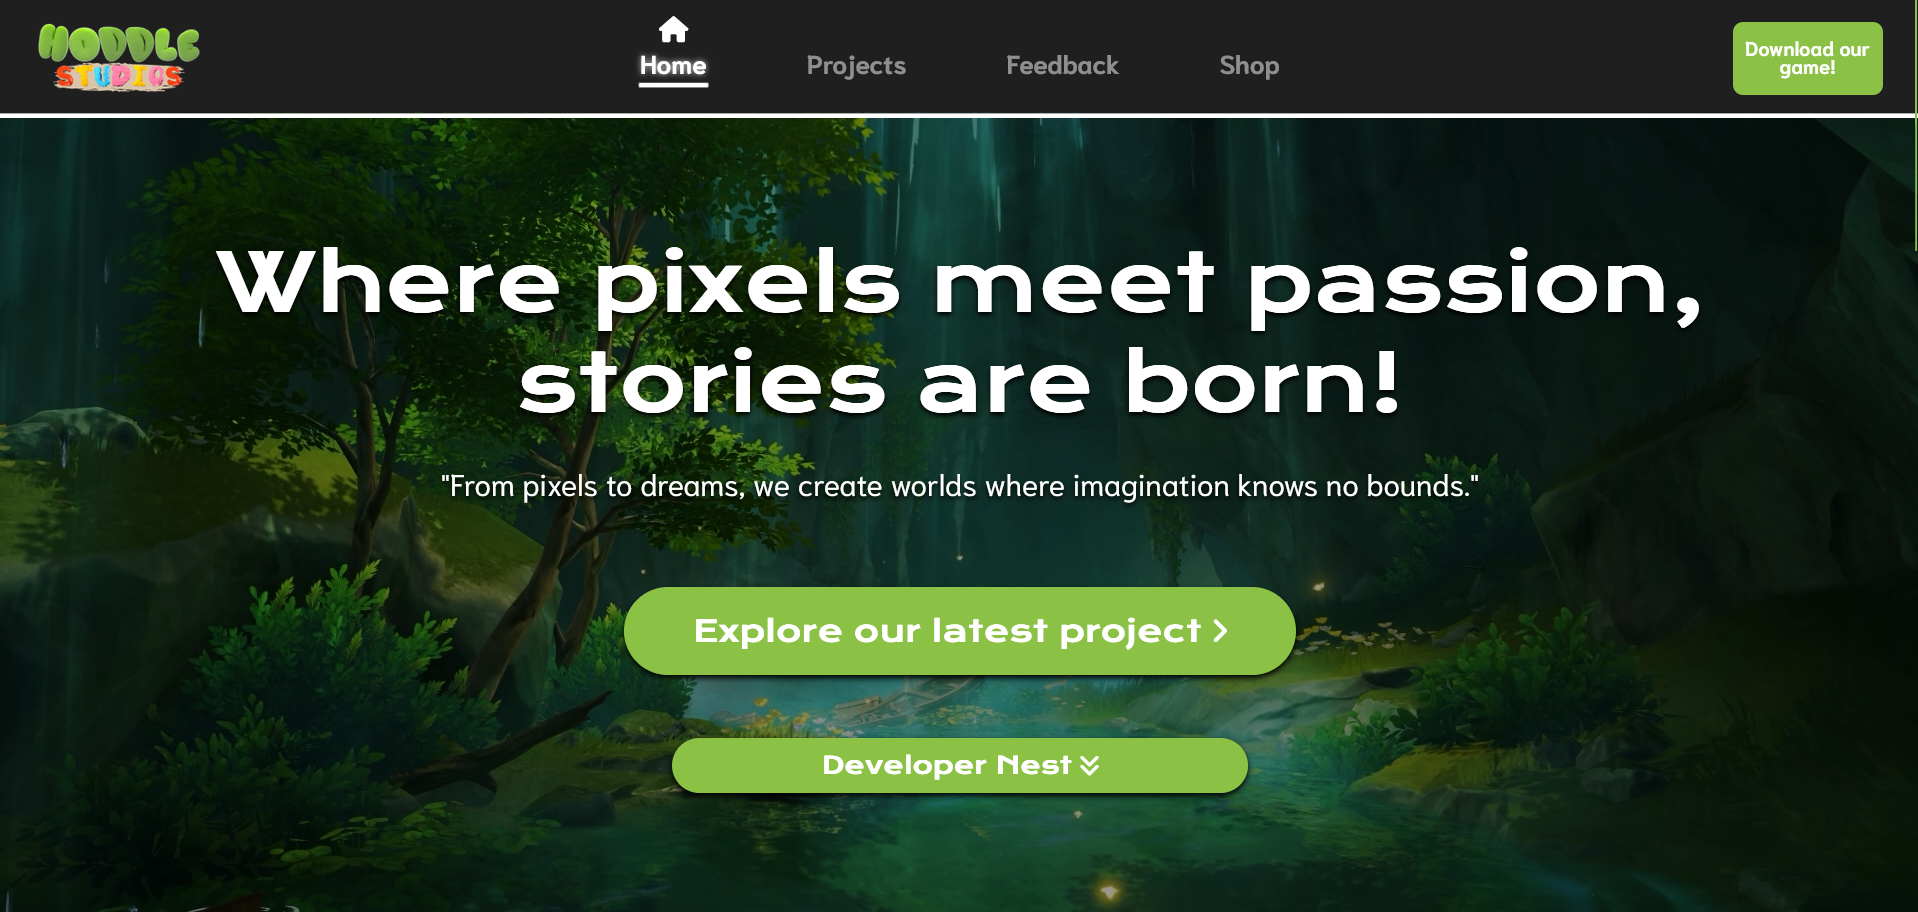 HODDLE
STUDIOS
Home
Projects
Feedback
Shop
Download our
game!
Where pixels meet passion,
stories are born!
"From pixels to dreams, we create worlds where imagination knows no bounds."
Explore our latest project
Developer Nest